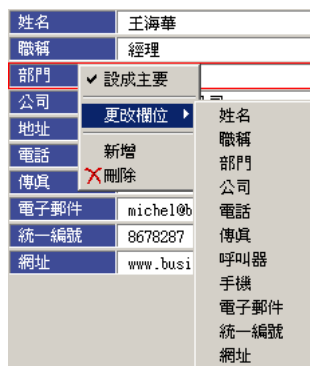 姓名 王海華
職稱 經理
部門
公司
地址
電話
傳真
電子郵件 michel@b
統一編號 8678287
網址 www.busi
設成主要
更改欄位
新增
刪除
姓名
職稱
部門
公司
電話
傳真
呼叫器
手機
電子郵件
統一編號
網址